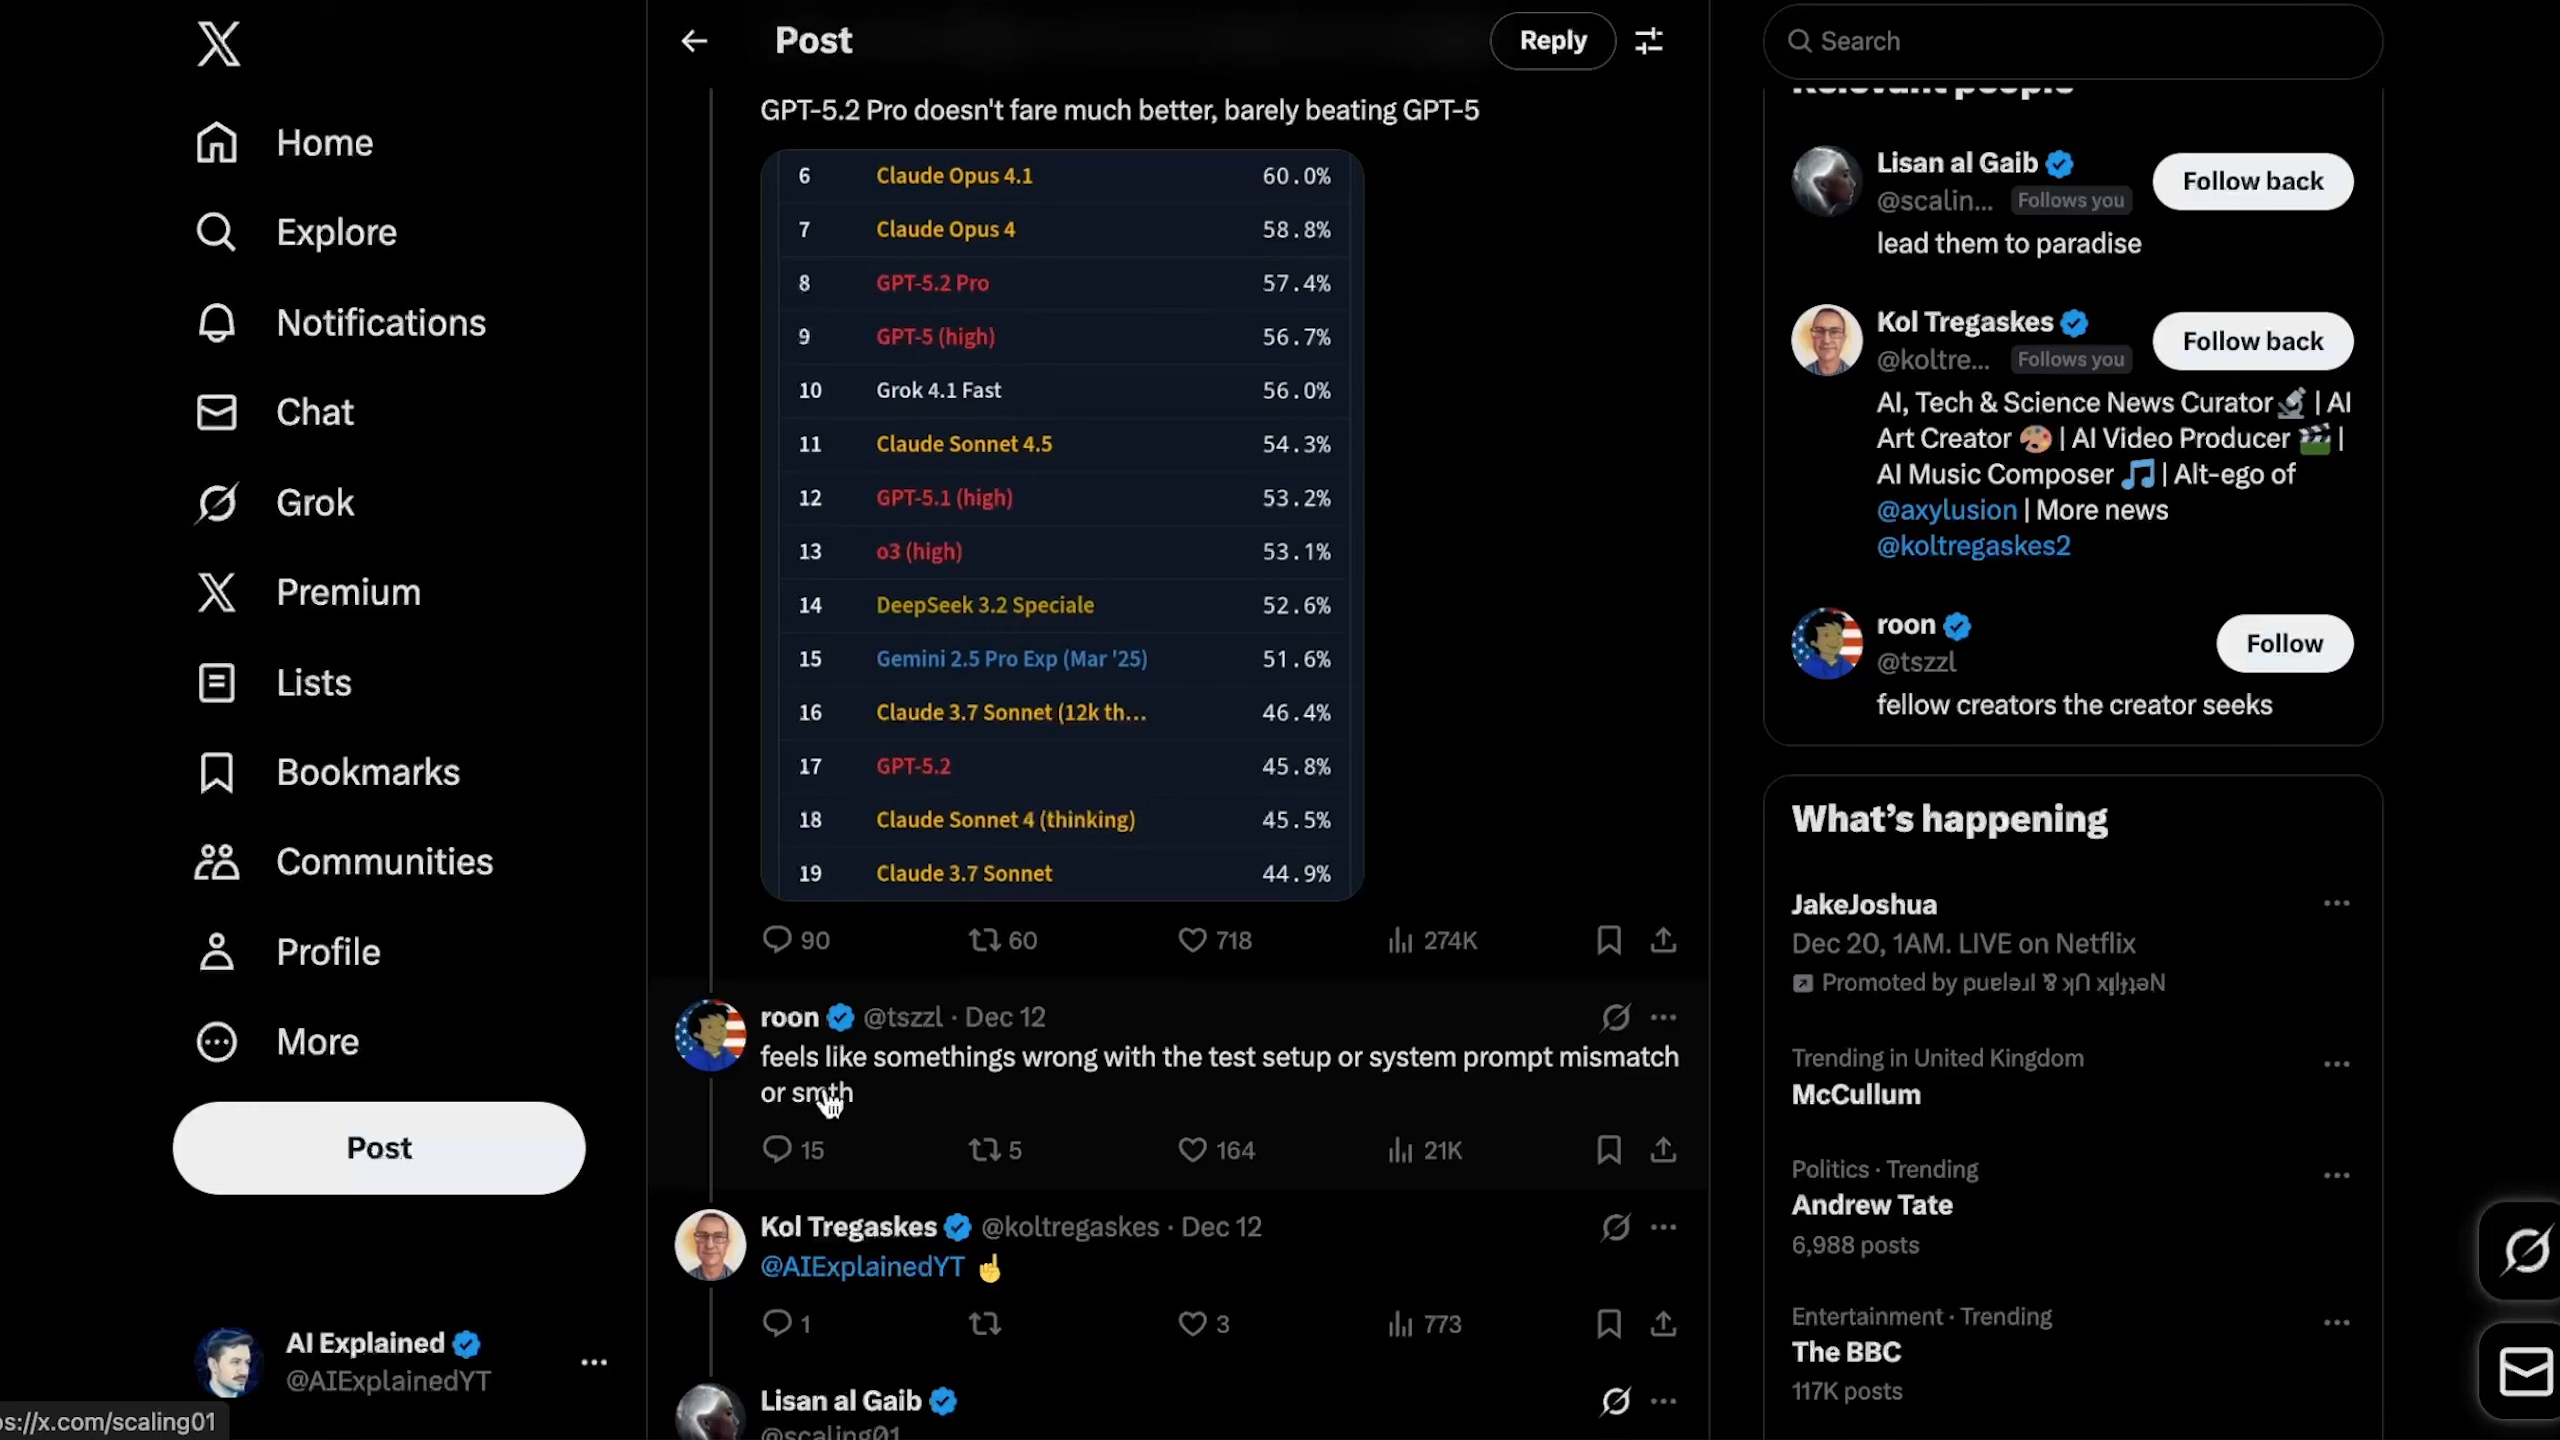 Home
Explore
Notifications
Chat
Grok
Premium
Lists
Bookmarks
Communities
Profile
More
Post
AI Explained
@AIExplainedYT
ps://x.com/scaling01
Post
Reply
GPT-5.2 Pro doesn't fare much better, barely beating GPT-5
6 Claude Opus 4.1 60.0%
7 Claude Opus 4 58.8%
8 GPT-5.2 Pro 57.4%
9 GPT-5 (high) 56.7%
10 Grok 4.1 Fast 56.0%
11 Claude Sonnet 4.5 54.3%
12 GPT-5.1 (high) 53.2%
13 o3 (high) 53.1%
14 DeepSeek 3.2 Speciale 52.6%
15 Gemini 2.5 Pro Exp (Mar '25) 51.6%
16 Claude 3.7 Sonnet (12k th... 46.4%
17 GPT-5.2 45.8%
18 Claude Sonnet 4 (thinking) 45.5%
19 Claude 3.7 Sonnet 44.9%
90 60 718 274K
roon @tszzl · Dec 12
feels like somethings wrong with the test setup or system prompt mismatch
or smth
15 5 164 21K
Kol Tregaskes @koltregaskes · Dec 12
@AIExplainedYT ☝️
1 3 773
Lisan al Gaib
@scaling01
Search
Relevant people
Lisan al Gaib
@scalin... Follows you
Follow back
lead them to paradise
Kol Tregaskes
@koltre... Follows you
Follow back
AI, Tech & Science News Curator🔬 | AI
Art Creator 🎨 | AI Video Producer 🎬 |
AI Music Composer 🎵 | Alt-ego of
@axylusion | More news
@koltregaskes2
roon
@tszzl
Follow
fellow creators the creator seeks
What's happening
JakeJoshua
Dec 20, 1AM. LIVE on Netflix
Promoted by puɐlǝɹI ⅋ ʞ∩ xᴉlɟʇǝN
Trending in United Kingdom
McCullum
Politics · Trending
Andrew Tate
6,988 posts
Entertainment · Trending
The BBC
117K posts